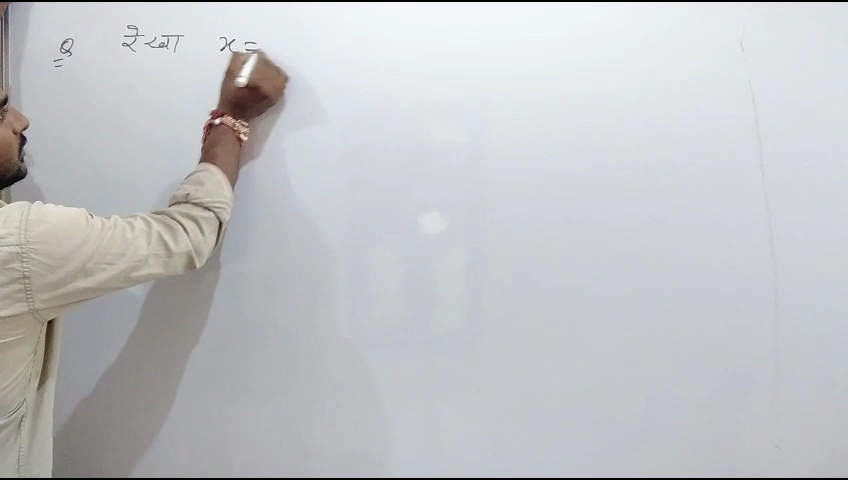 Q रेखा x =